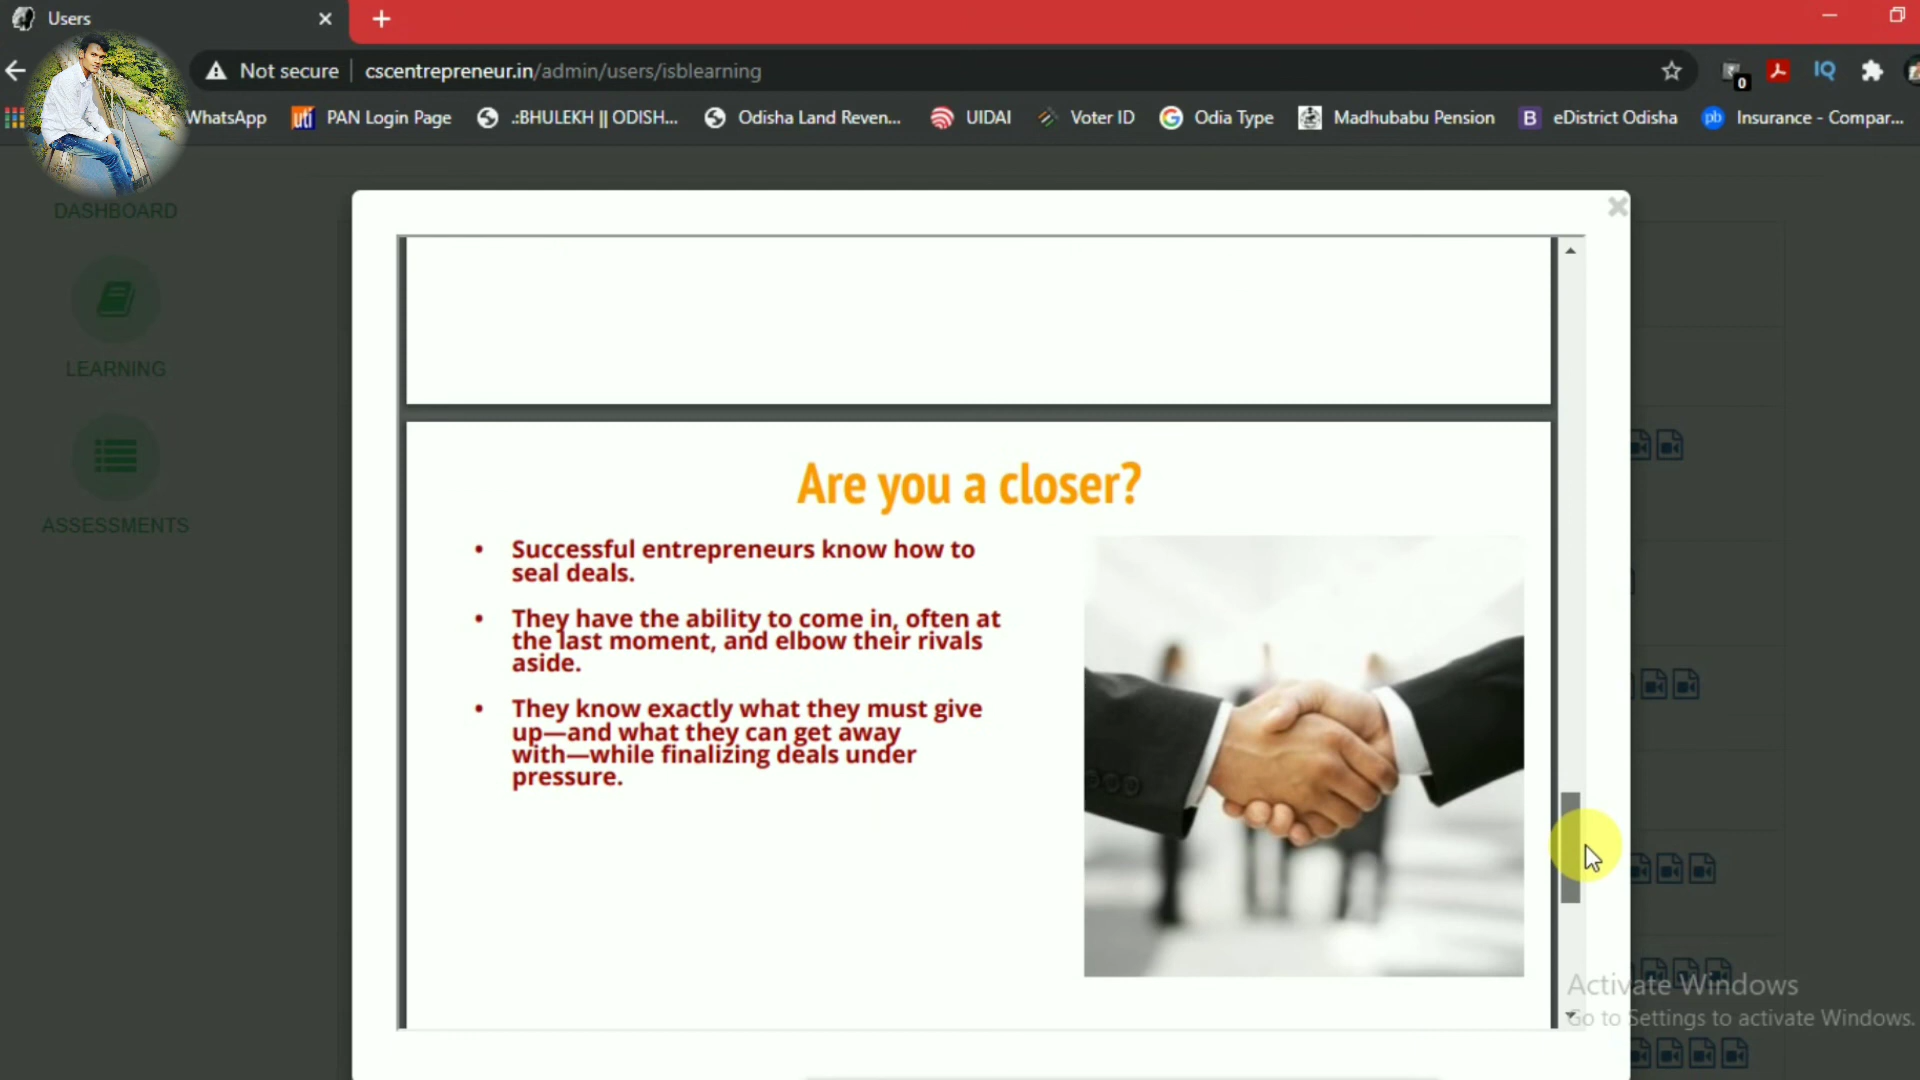 Users
Not secure
cscentrepreneur.in/admin/users/isblearning
IQ
0
WhatsApp
uti
PAN Login Page
.:BHULEKH || ODISH...
Odisha Land Reven...
UIDAI
Voter ID
Odia Type
Madhubabu Pension
B
eDistrict Odisha
pb
Insurance - Compar...
DASHBOARD
LEARNING
ASSESSMENTS
Are you a closer?
• Successful entrepreneurs know how to
seal deals.
• They have the ability to come in, often at
the last moment, and elbow their rivals
aside.
• They know exactly what they must give
up—and what they can get away
with—while finalizing deals under
pressure.
Activate Windows
Go to Settings to activate Windows.